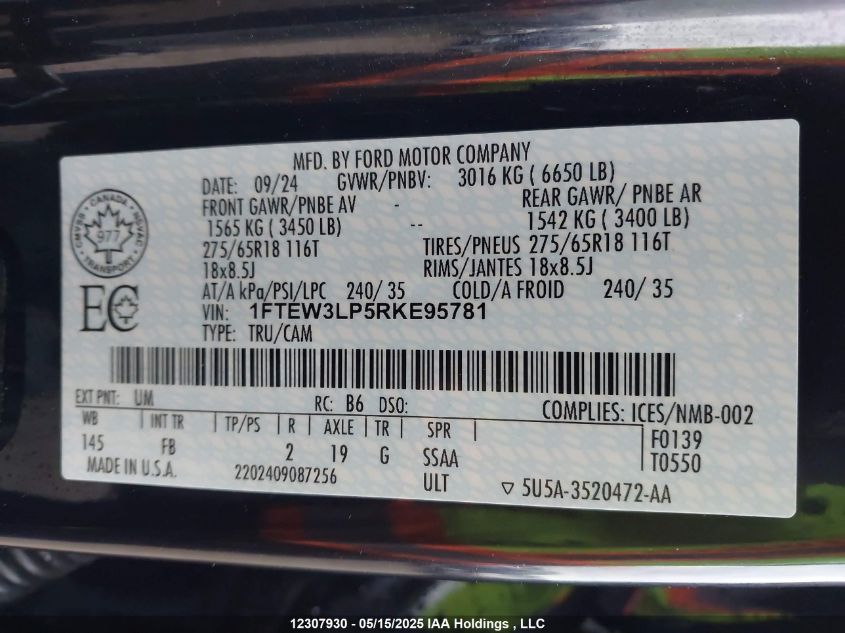 MFD. BY FORD MOTOR COMPANY
DATE: 09/24 GVWR/PNBV: 3016 KG ( 6650 LB)
FRONT GAWR/PNBE AV - REAR GAWR/ PNBE AR
1565 KG ( 3450 LB) -- 1542 KG ( 3400 LB)
275/65R18 116T TIRES/PNEUS 275/65R18 116T
18x8.5J RIMS/JANTES 18x8.5J
AT/A kPa/PSI/LPC 240/ 35 COLD/A FROID 240/ 35
VIN: 1FTEW3LP5RKE95781
TYPE: TRU/CAM
CANADA
CMVSS NSVAC
977
TRANSPORT
EC
EXT PNT: UM RC: B6 DSO:
COMPLIES: ICES/NMB-002
WB INT TR TP/PS R AXLE TR SPR F0139
145 FB 2 19 G SSAA T0550
MADE IN U.S.A. 2202409087256 ULT ▽ 5U5A-3520472-AA
12307930 - 05/15/2025 IAA Holdings , LLC